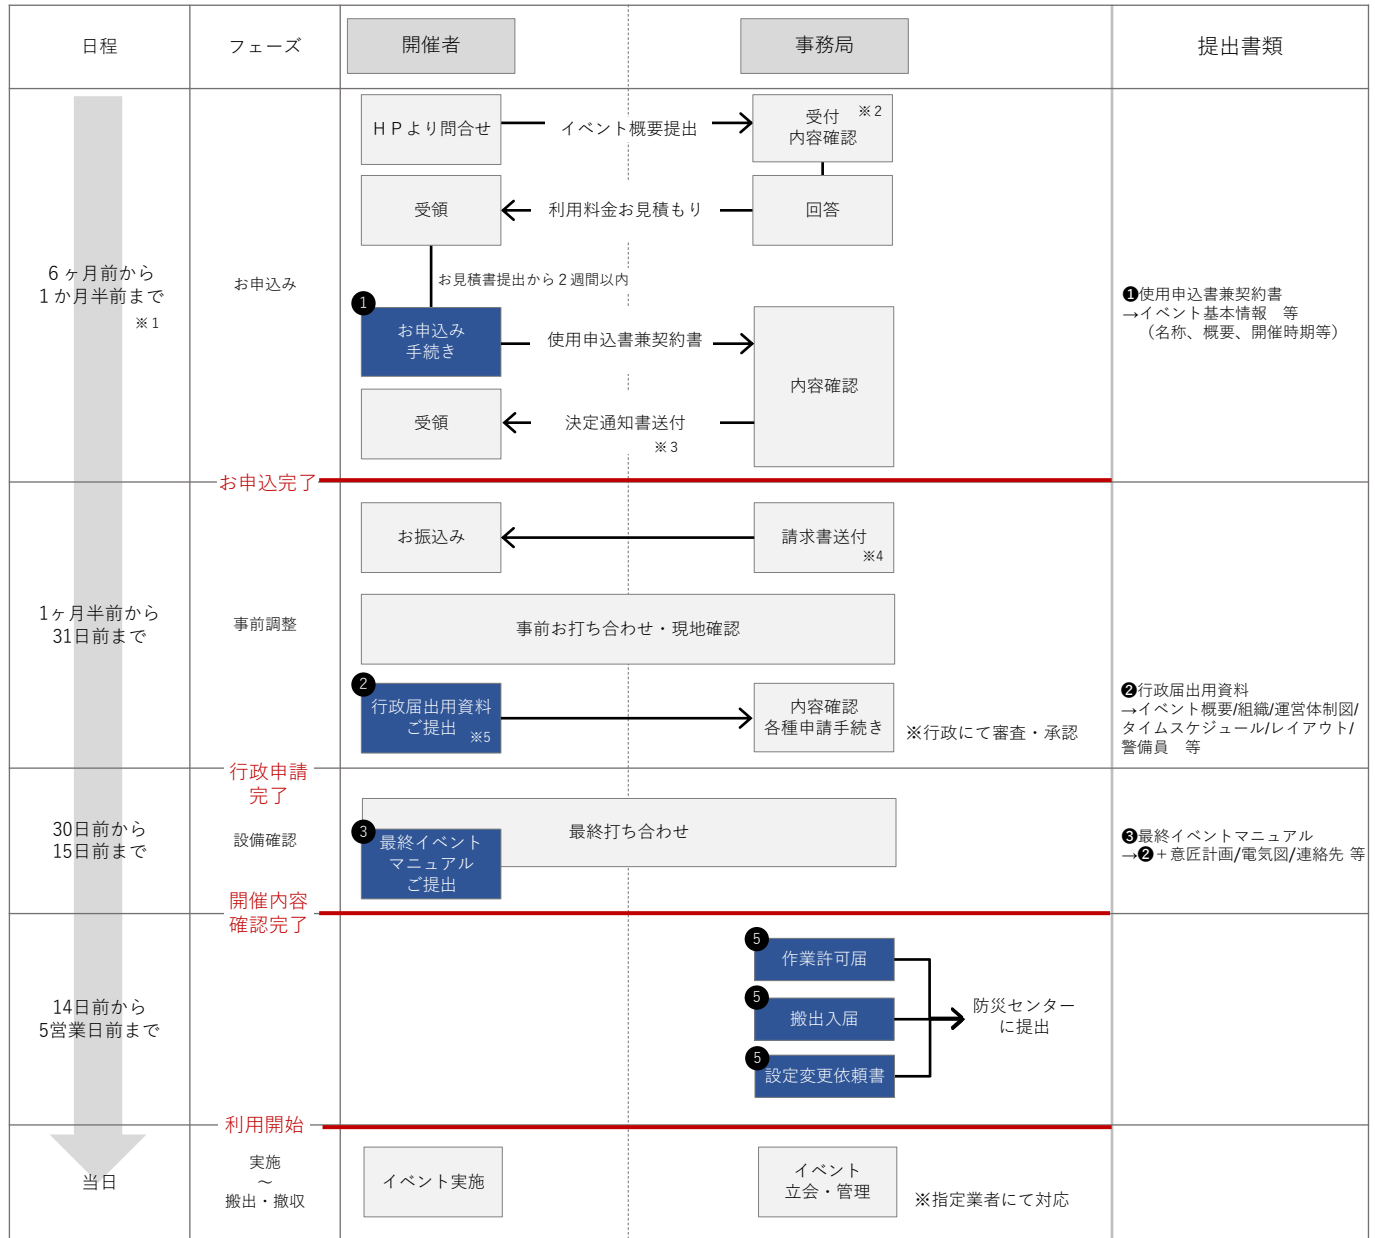 日程
フェーズ
開催者
事務局
提出書類
ＨＰより問合せ
イベント概要提出
受付
※２
内容確認
受領
利用料金お見積もり
回答
6ヶ月前から
1か月半前まで
※１
お申込み
お見積書提出から２週間以内
❶
お申込み
手続き
使用申込書兼契約書
内容確認
受領
決定通知書送付
※３
❶使用申込書兼契約書
→イベント基本情報　等
（名称、概要、開催時期等）
お申込完了
1ヶ月半前から
31日前まで
事前調整
お振込み
請求書送付
※4
事前お打ち合わせ・現地確認
❷
行政届出用資料
ご提出
※5
内容確認
各種申請手続き
※行政にて審査・承認
❷行政届出用資料
→イベント概要/組織/運営体制図/
タイムスケジュール/レイアウト/
警備員　等
行政申請
完了
30日前から
15日前まで
設備確認
最終打ち合わせ
❸
最終イベント
マニュアル
ご提出
❸最終イベントマニュアル
→❷＋意匠計画/電気図/連絡先 等
開催内容
確認完了
14日前から
5営業日前まで
❺
作業許可届
❺
搬出入届
❺
設定変更依頼書
防災センター
に提出
利用開始
当日
実施
～
搬出・撤収
イベント実施
イベント
立会・管理
※指定業者にて対応